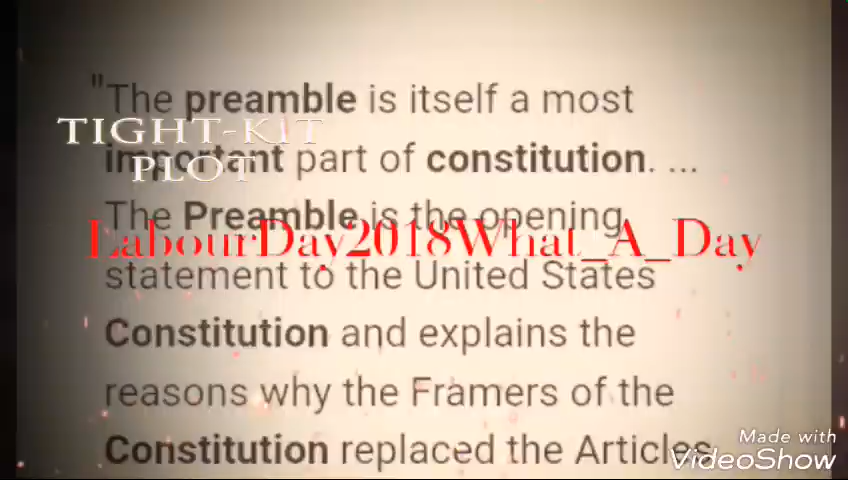 "The preamble is itself a most
TIGHT-KIT
important part of constitution. ...
PLOT
The Preamble is the opening
LabourDay2018What_A_Day
statement to the United States
Constitution and explains the
reasons why the Framers of the
Constitution replaced the Articles
Made with
VideoShow